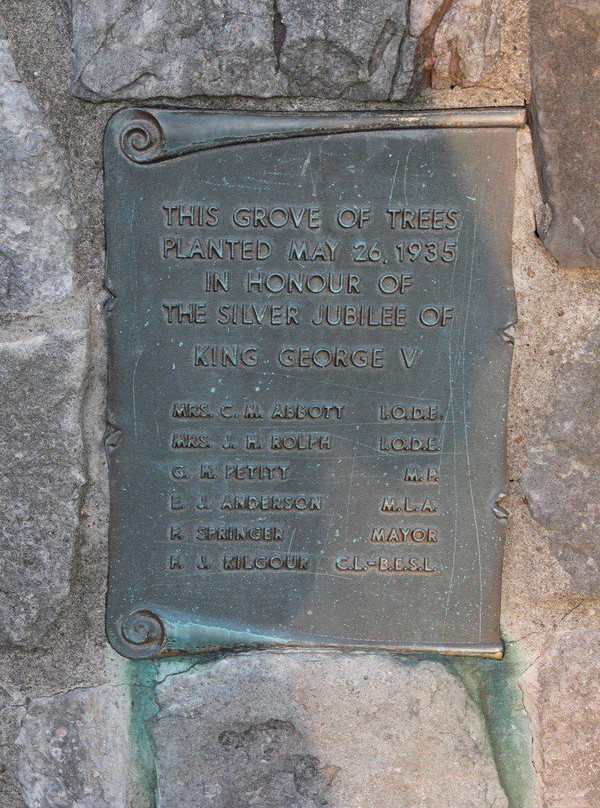 THIS GROVE OF TREES
PLANTED MAY 26, 1935
IN HONOUR OF
THE SILVER JUBILEE OF
KING GEORGE V
MRS. C. M. ABBOTT I.O.D.E.
MRS. J. H. ROLPH I.O.D.E.
G. H. PETITT M.P.
E. J. ANDERSON M.L.A.
F. SPRINGER MAYOR
F. J. KILGOUR C.L.-B.E.S.L.